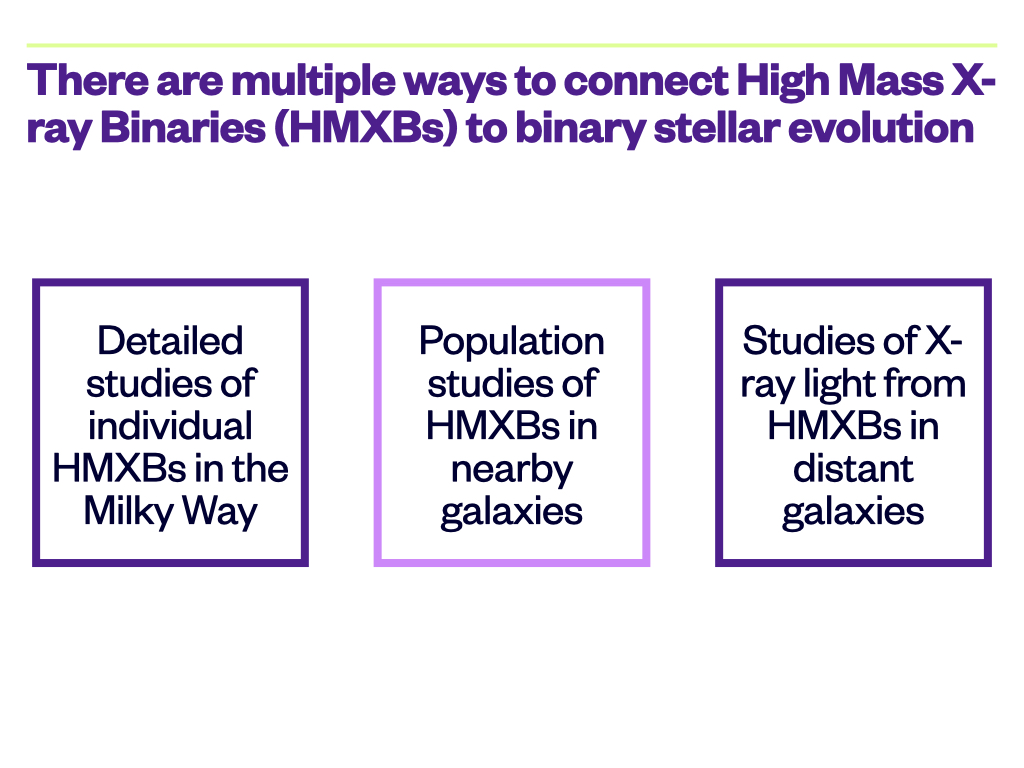 There are multiple ways to connect High Mass X-
ray Binaries (HMXBs) to binary stellar evolution
Detailed
studies of
individual
HMXBs in the
Milky Way
Population
studies of
HMXBs in
nearby
galaxies
Studies of X-
ray light from
HMXBs in
distant
galaxies